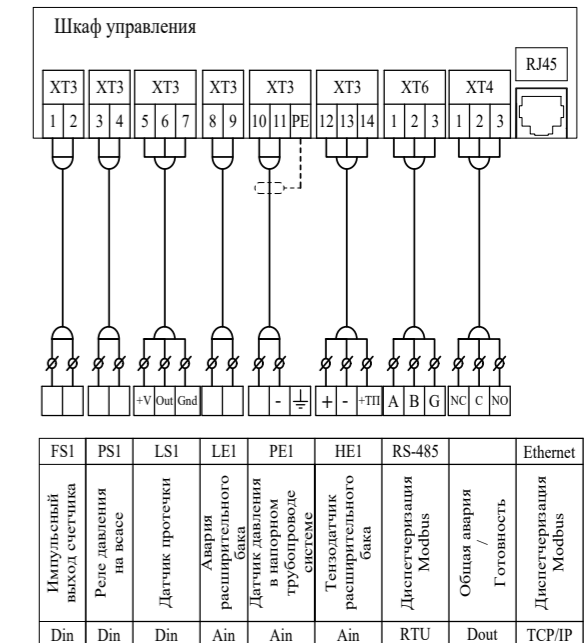 Шкаф управления
RJ45
XT3 XT3 XT3 XT3 XT3 XT3 XT6 XT4
1 2 3 4 5 6 7 8 9 10 11 PE 12 13 14 1 2 3 1 2 3
+V Out Gnd - + - +ТП A B G NC C NO
FS1 PS1 LS1 LE1 PE1 HE1 RS-485 Ethernet
Импульсный
выход счетчика
Реле давления
на всасе
Датчик протечки
Авария
расширительного
бака
Датчик давления
в напорном
трубопроводе
системе
Тензодатчик
расширительного
бака
Диспетчеризация
Modbus
Общая авария
/
Готовность
Диспетчеризация
Modbus
Din Din Din Ain Ain Ain RTU Dout TCP/IP